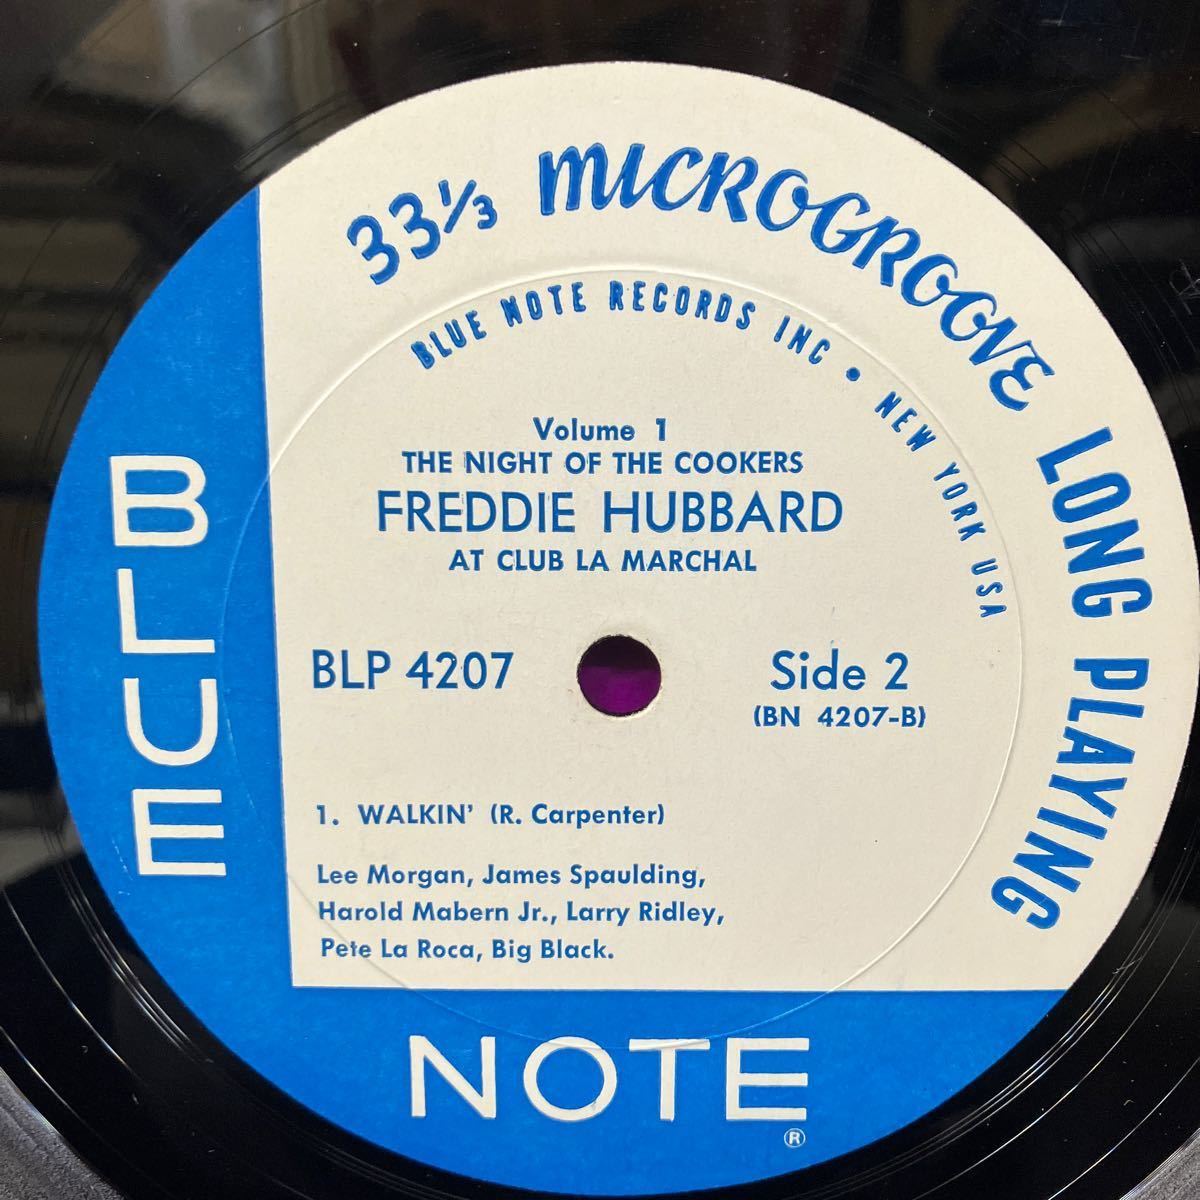 33⅓ MICROGROOVE LONG PLAYING
BLUE NOTE RECORDS INC • NEW YORK USA
Volume 1
THE NIGHT OF THE COOKERS
FREDDIE HUBBARD
AT CLUB LA MARCHAL
BLP 4207
Side 2
(BN 4207-B)
1. WALKIN' (R. Carpenter)
Lee Morgan, James Spaulding,
Harold Mabern Jr., Larry Ridley,
Pete La Roca, Big Black.
BLUE
NOTE®